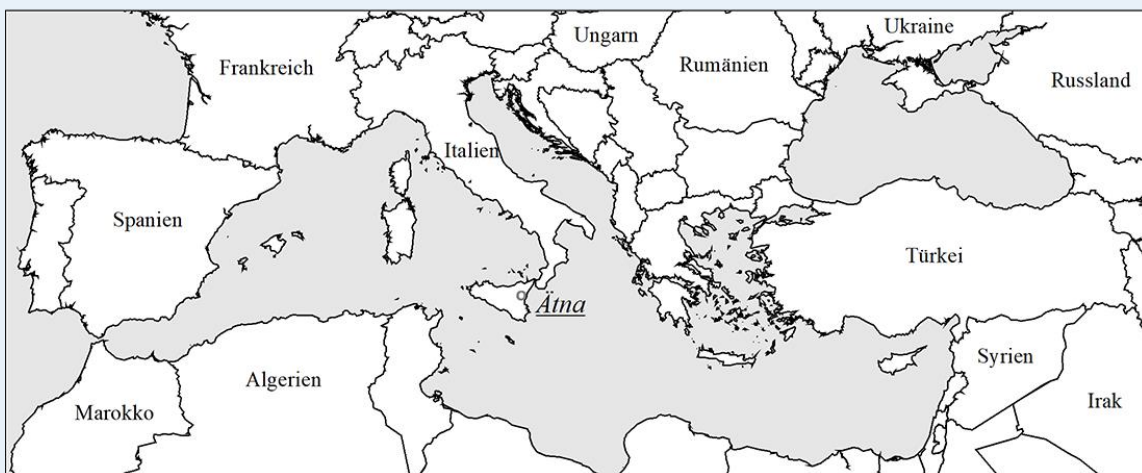 Ukraine
Ungarn
Frankreich
Rumänien
Russland
Italien
Spanien
Türkei
Ätna
Syrien
Algerien
Irak
Marokko